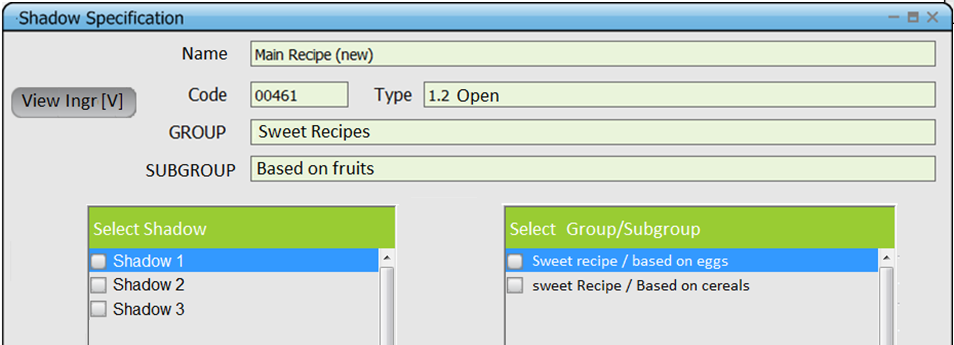 Shadow Specification
Name Main Recipe (new)
View Ingr [V] Code 00461 Type 1.2 Open
GROUP Sweet Recipes
SUBGROUP Based on fruits
Select Shadow Select Group/Subgroup
Shadow 1 Sweet recipe / based on eggs
Shadow 2 sweet Recipe / Based on cereals
Shadow 3